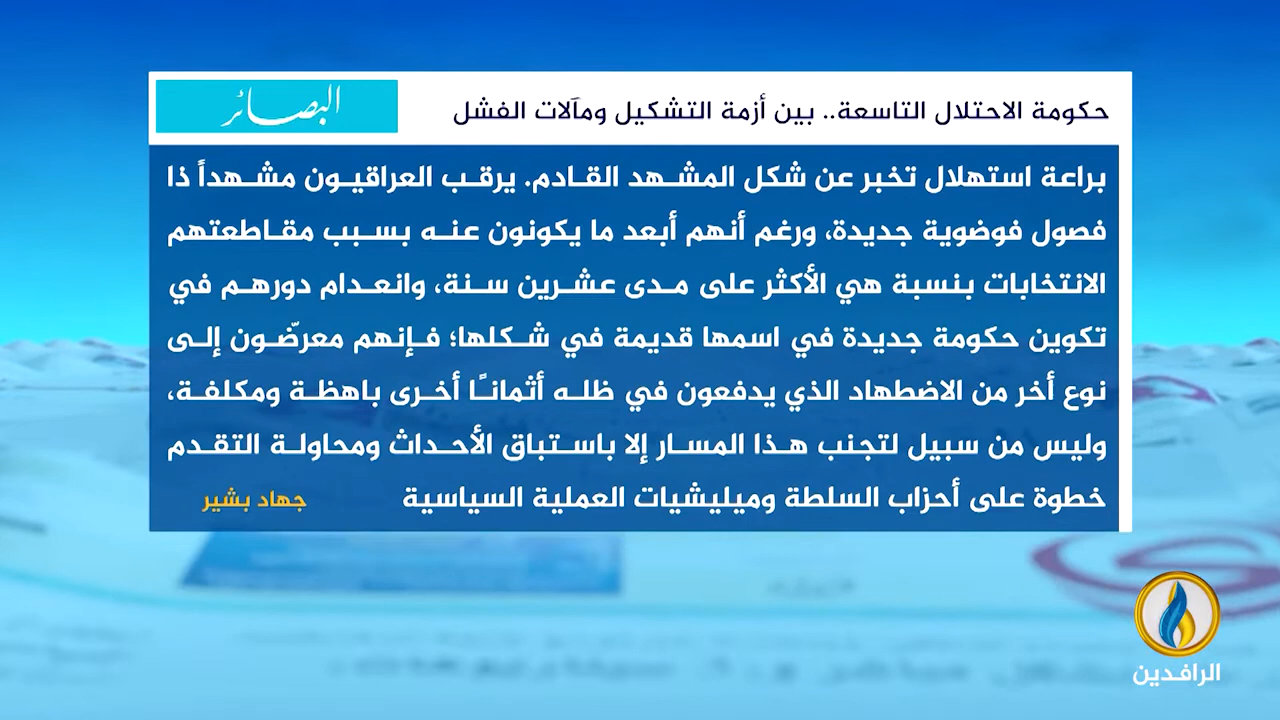 البصائر
حكومة الاحتلال التاسعة.. بين أزمة التشكيل ومآلات الفشل
براعة استهلال تخبر عن شكل المشهد القادم. يرقب العراقيون مشهداً ذا
فصول فوضوية جديدة، ورغم أنهم أبعد ما يكونون عنه بسبب مقاطعتهم
الانتخابات بنسبة هي الأكثر على مدى عشرين سنة، وانعدام دورهم في
تكوين حكومة جديدة في اسمها قديمة في شكلها؛ فإنهم معرّضون إلى
نوع أخر من الاضطهاد الذي يدفعون في ظله أثمانًا أخرى باهظة ومكلفة،
وليس من سبيل لتجنب هذا المسار إلا باستباق الأحداث ومحاولة التقدم
خطوة على أحزاب السلطة وميليشيات العملية السياسية
جهاد بشير
الرافدين